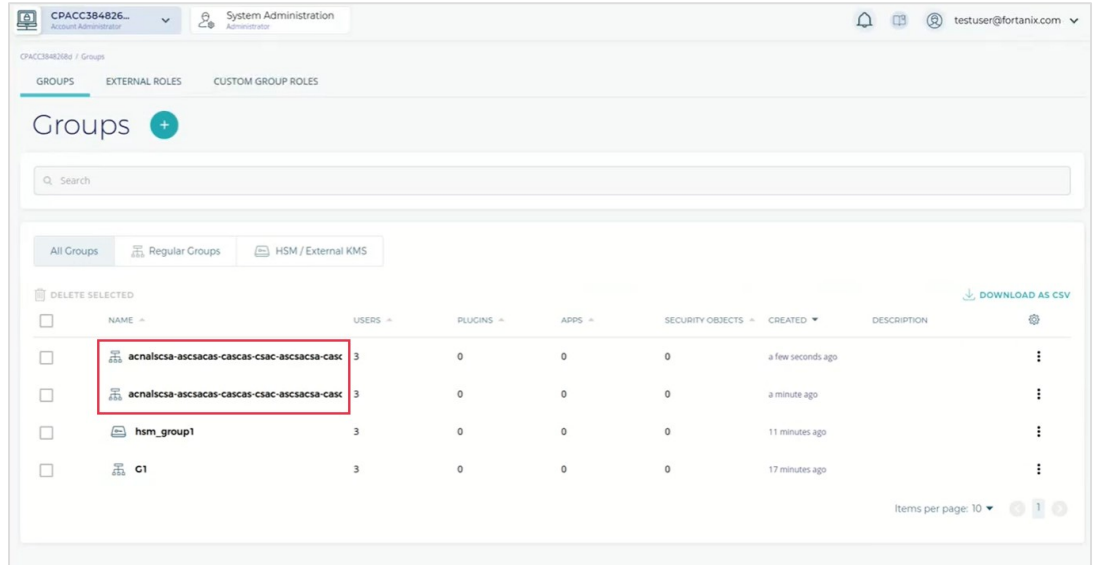 CPACC384826... System Administration testuser@fortanix.com
Account Administrator Administrator
CPACC3848268d / Groups
GROUPS EXTERNAL ROLES CUSTOM GROUP ROLES
Groups +
Search
All Groups Regular Groups HSM / External KMS
DELETE SELECTED DOWNLOAD AS CSV
NAME USERS PLUGINS APPS SECURITY OBJECTS CREATED DESCRIPTION
acnalscsa-ascsacas-cascas-csac-ascsacsa-casc 3 0 0 0 a few seconds ago
acnalscsa-ascsacas-cascas-csac-ascsacsa-casc 3 0 0 0 a minute ago
hsm_group1 3 0 0 0 11 minutes ago
G1 3 0 0 0 17 minutes ago
Items per page: 10 1